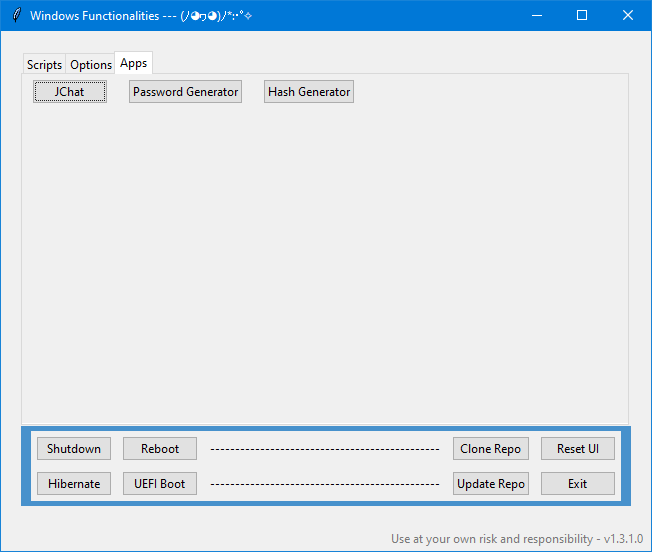 Windows Functionalities --- (ﾉ◕ヮ◕)ﾉ*:･ﾟ✧
Scripts Options Apps
JChat Password Generator Hash Generator
Shutdown Reboot ---------------------------------------------- Clone Repo Reset UI
Hibernate UEFI Boot ---------------------------------------------- Update Repo Exit
Use at your own risk and responsibility - v1.3.1.0